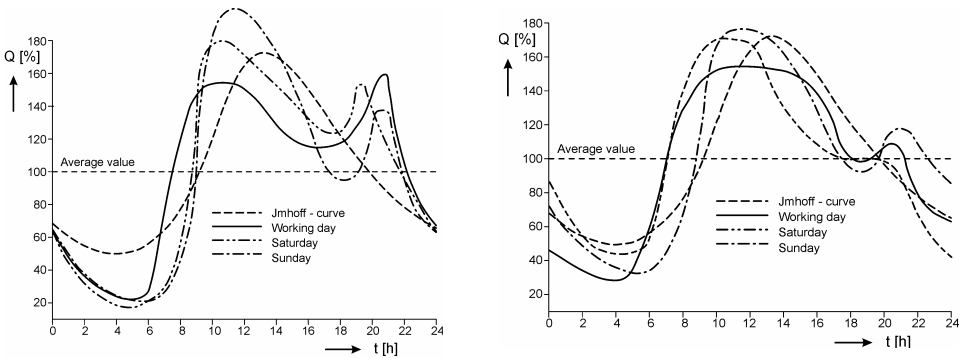 Q [%]
180
160
140
120
100
80
60
40
20
Average value
Jmhoff - curve
Working day
Saturday
Sunday
0 2 4 6 8 10 12 14 16 18 20 22 24
t [h]
Q [%]
180
160
140
120
100
80
60
40
20
Average value
Jmhoff - curve
Working day
Saturday
Sunday
0 2 4 6 8 10 12 14 16 18 20 22 24
t [h]